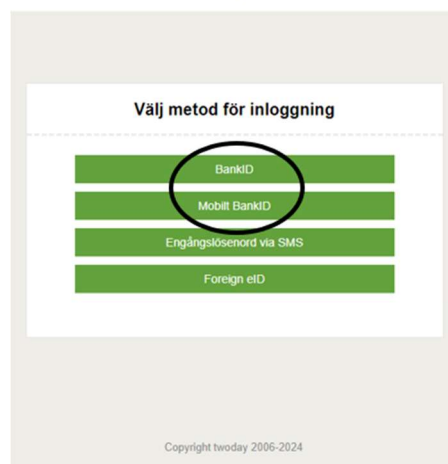 Välj metod för inloggning
BankID
Mobilt BankID
Engångslösenord via SMS
Foreign eID
Copyright twoday 2006-2024